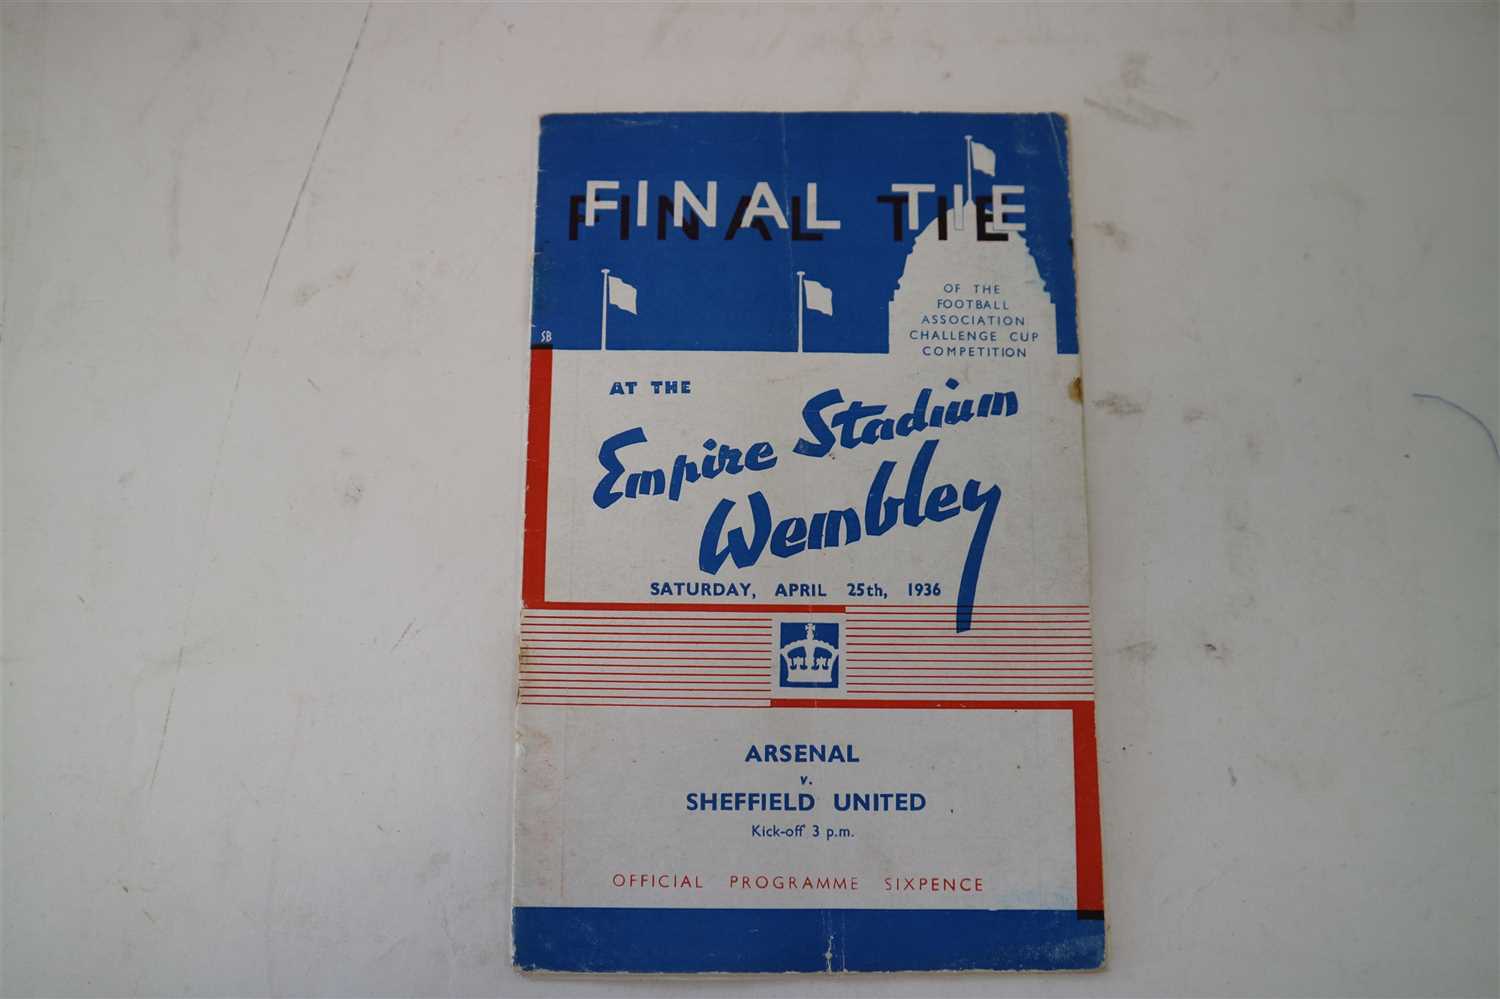 FINAL TIE
OF THE
FOOTBALL
ASSOCIATION
CHALLENGE CUP
COMPETITION
SB
AT THE
Empire Stadium
Wembley
SATURDAY, APRIL 25th, 1936
ARSENAL
v.
SHEFFIELD UNITED
Kick-off 3 p.m.
OFFICIAL PROGRAMME SIXPENCE